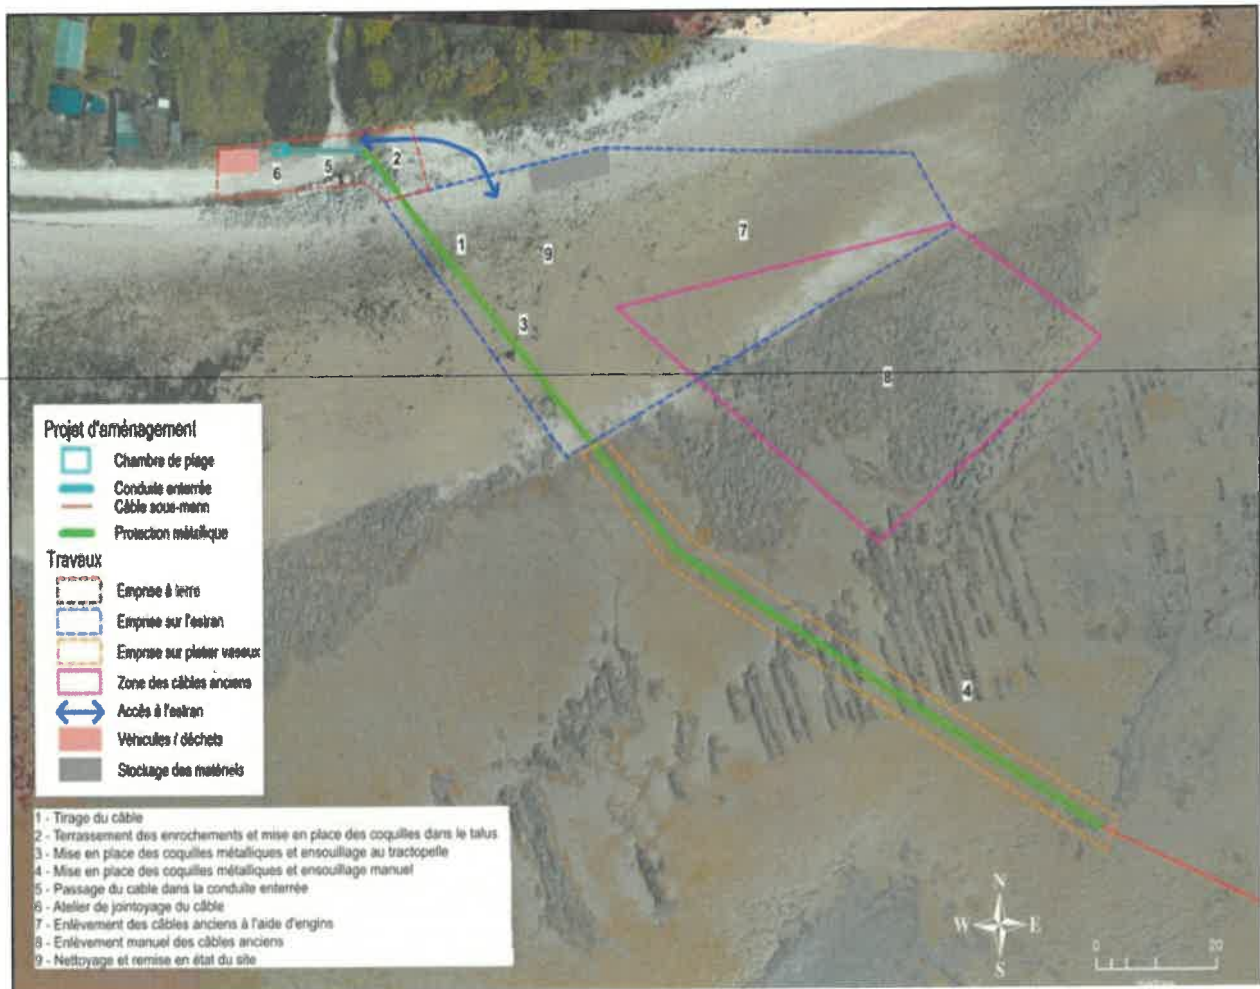 2
5
6
1
7
9
3
8
4
Projet d'aménagement
Chambre de plage
Conduite enterrée
Câble sous-marin
Protection métallique
Travaux
Emprise à terre
Emprise sur l'estran
Emprise sur platier vaseux
Zone des câbles anciens
Accès à l'estran
Véhicules / déchets
Stockage des matériels
1 - Tirage du câble
2 - Terrassement des enrochements et mise en place des coquilles dans le talus
3 - Mise en place des coquilles métalliques et ensouillage au tractopelle
4 - Mise en place des coquilles métalliques et ensouillage manuel
5 - Passage du cable dans la conduite enterrée
6 - Atelier de jointoyage du câble
7 - Enlèvement des câbles anciens à l'aide d'engins
8 - Enlèvement manuel des câbles anciens
9 - Nettoyage et remise en état du site
N
W E
S
0 20